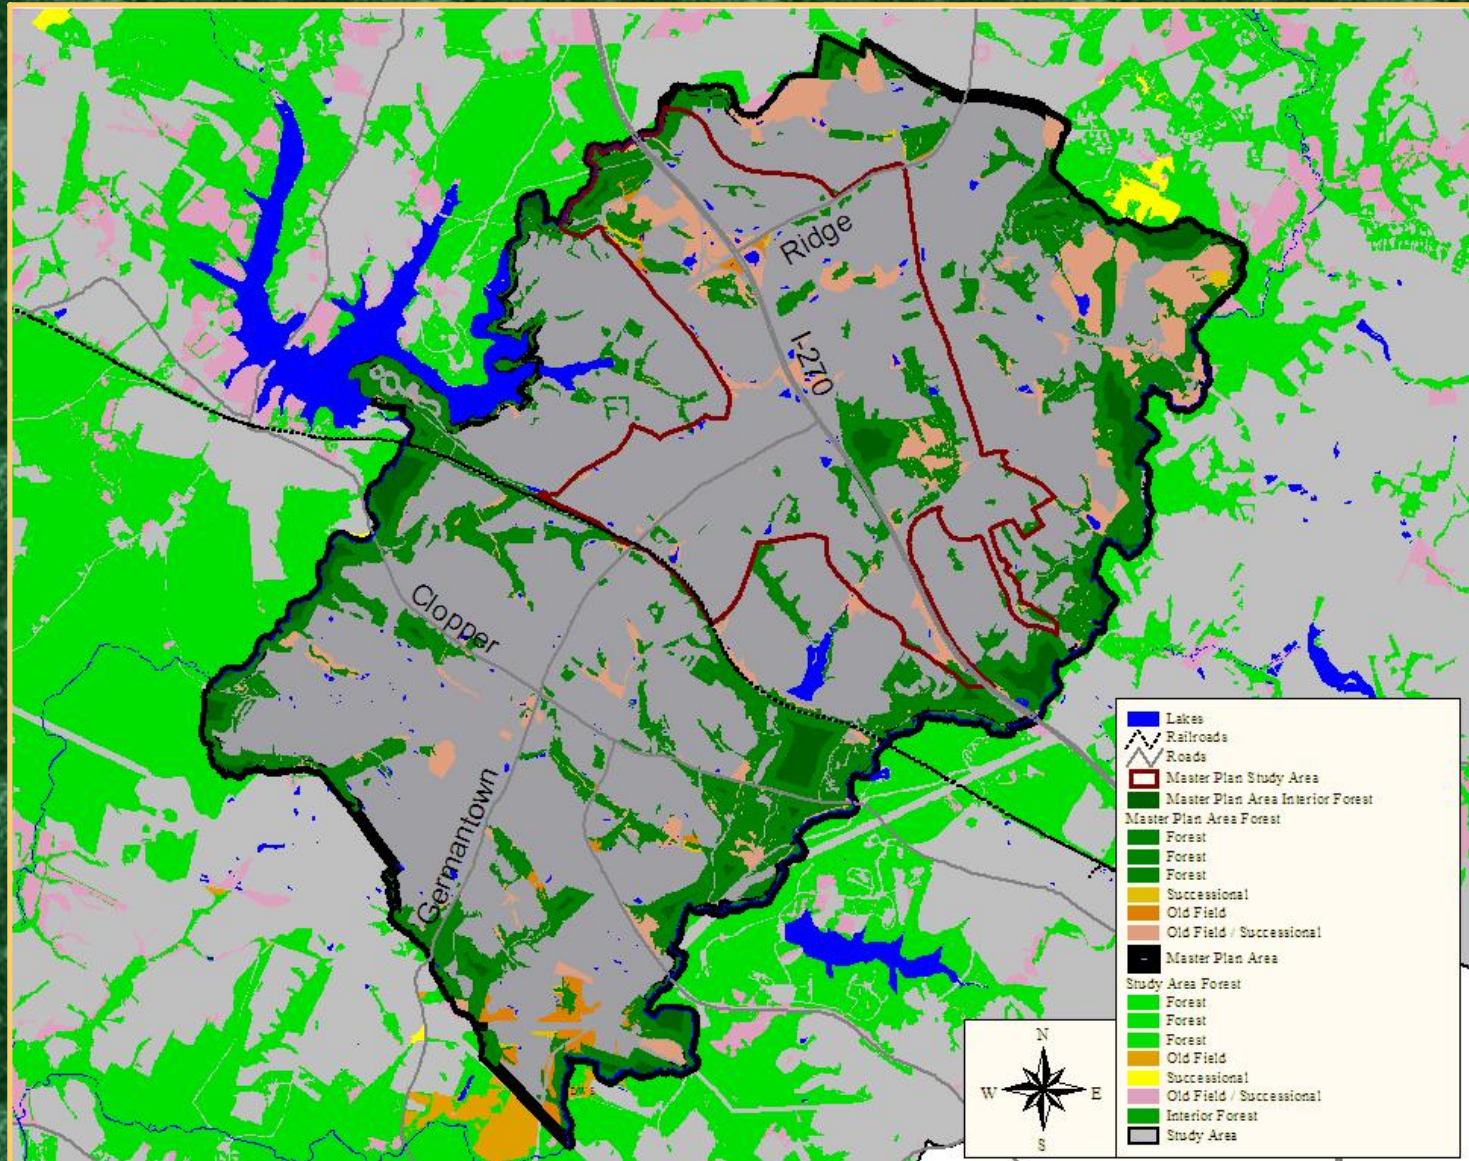 Ridge
I-270
Clopper
Germantown
Lakes
Railroads
Roads
Master Plan Study Area
Master Plan Area Interior Forest
Master Plan Area Forest
Forest
Forest
Forest
Successional
Old Field
Old Field / Successional
Master Plan Area
Study Area Forest
Forest
Forest
Forest
Old Field
Successional
Old Field / Successional
Interior Forest
Study Area
N
W E
S